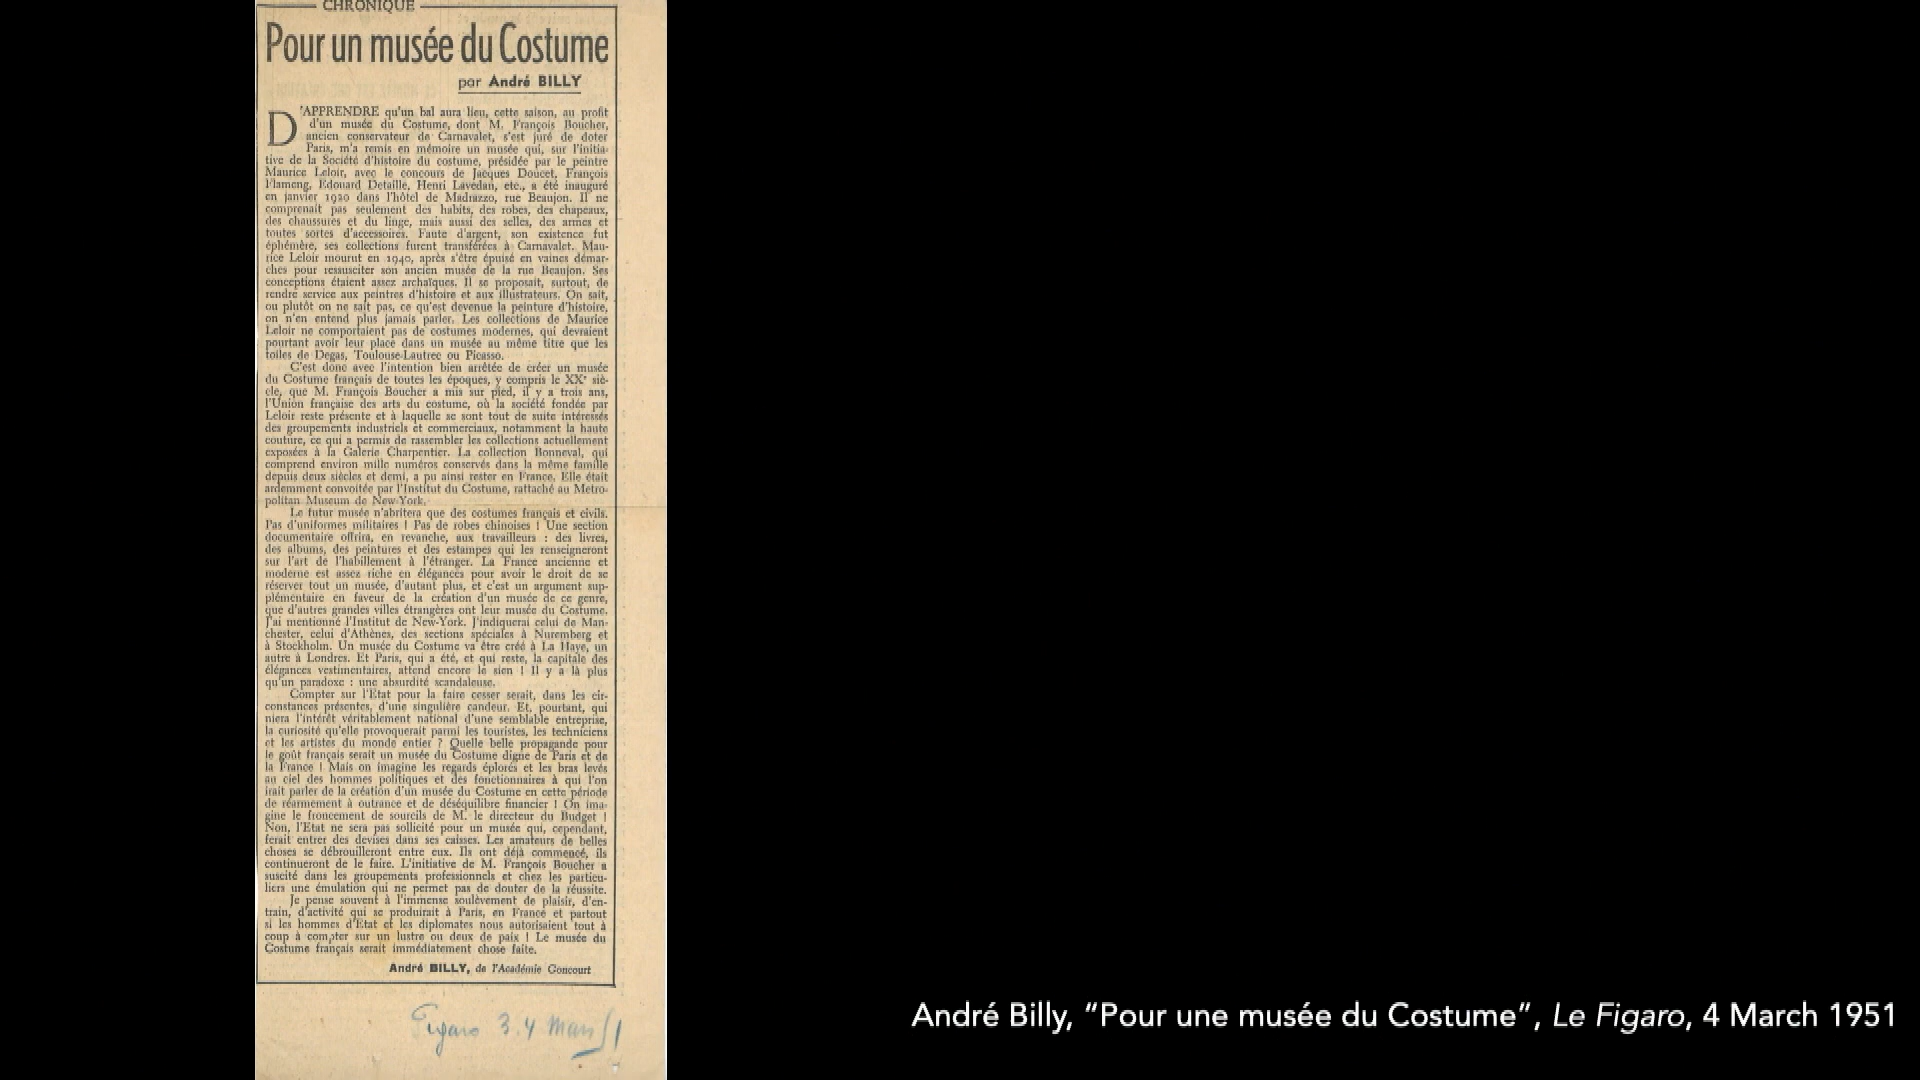 CHRONIQUE
Pour un musée du Costume
par André BILLY
D'APPRENDRE qu'un bal aura lieu, cette saison, au profit
d'un musée du Costume, dont M. François Boucher,
ancien conservateur de Carnavalet, s'est juré de doter
Paris, m'a remis en mémoire un musée qui, sur l'initia-
tive de la Société d'histoire du costume, présidée par le peintre
Maurice Leloir, avec le concours de Jacques Doucet, François
Flameng, Edouard Detaille, Henri Lavedan, etc., a été inauguré
en janvier 1920 dans l'hôtel de Madrazzo, rue Beaujon. Il ne
comprenait pas seulement des habits, des robes, des chapeaux,
des chaussures et du linge, mais aussi des selles, des armes et
toutes sortes d'accessoires. Faute d'argent, son existence fut
éphémère, ses collections furent transférées à Carnavalet. Mau-
rice Leloir mourut en 1940, après s'être épuisé en vaines démar-
ches pour ressusciter son ancien musée de la rue Beaujon. Ses
conceptions étaient assez archaïques. Il se proposait, surtout, de
rendre service aux peintres d'histoire et aux illustrateurs. On sait,
ou plutôt on ne sait pas, ce qu'est devenue la peinture d'histoire,
on n'en entend plus jamais parler. Les collections de Maurice
Leloir ne comportaient pas de costumes modernes, qui devraient
pourtant avoir leur place dans un musée au même titre que les
toiles de Degas, Toulouse-Lautrec ou Picasso.
C'est donc avec l'intention bien arrêtée de créer un musée
du Costume français de toutes les époques, y compris le XXe siè-
cle, que M. François Boucher a mis sur pied, il y a trois ans,
l'Union française des arts du costume, où la société fondée par
Leloir reste présente et à laquelle se sont tout de suite intéressés
des groupements industriels et commerciaux, notamment la haute
couture, ce qui a permis de rassembler les collections actuellement
exposées à la Galerie Charpentier. La collection Bonneval, qui
comprend environ mille numéros conservés dans la même famille
depuis deux siècles et demi, a pu ainsi rester en France. Elle était
ardemment convoitée par l'Institut du Costume, rattaché au Metro-
politan Museum de New-York.
Le futur musée n'abritera que des costumes français et civils.
Pas d'uniformes militaires ! Pas de robes chinoises ! Une section
documentaire offrira, en revanche, aux travailleurs : des livres,
des albums, des peintures et des estampes qui les renseigneront
sur l'art de l'habillement à l'étranger. La France ancienne et
moderne est assez riche en élégances pour avoir le droit de se
réserver tout un musée, d'autant plus, et c'est un argument sup-
plémentaire en faveur de la création d'un musée de ce genre,
que d'autres grandes villes étrangères ont leur musée du Costume.
J'ai mentionné l'Institut de New-York. J'indiquerai celui de Man-
chester, celui d'Athènes, des sections spéciales à Nuremberg et
à Stockholm. Un musée du Costume va être créé à La Haye, un
autre à Londres. Et Paris, qui a été, et qui reste, la capitale des
élégances vestimentaires, attend encore le sien ! Il y a là plus
qu'un paradoxe : une absurdité scandaleuse.
Compter sur l'Etat pour la faire cesser serait, dans les cir-
constances présentes, d'une singulière candeur. Et, pourtant, qui
niera l'intérêt véritablement national d'une semblable entreprise,
la curiosité qu'elle provoquerait parmi les touristes, les techniciens
et les artistes du monde entier ? Quelle belle propagande pour
le goût français serait un musée du Costume digne de Paris et de
la France ! Mais on imagine les regards éplorés et les bras levés
au ciel des hommes politiques et des fonctionnaires à qui l'on
irait parler de la création d'un musée du Costume en cette période
de réarmement à outrance et de déséquilibre financier ! On ima-
gine le froncement de sourcils de M. le directeur du Budget !
Non, l'Etat ne sera pas sollicité pour un musée qui, cependant,
ferait entrer des devises dans ses caisses. Les amateurs de belles
choses se débrouilleront entre eux. Ils ont déjà commencé, ils
continueront de le faire. L'initiative de M. François Boucher a
suscité dans les groupements professionnels et chez les particu-
liers une émulation qui ne permet pas de douter de la réussite.
Je pense souvent à l'immense soulèvement de plaisir, d'en-
train, d'activité qui se produirait à Paris, en France et partout
si les hommes d'Etat et les diplomates nous autorisaient tout à
coup à compter sur un lustre ou deux de paix ! Le musée du
Costume français serait immédiatement chose faite.
André BILLY, de l'Académie Goncourt
Figaro 3.4 Mars 51
André Billy, “Pour une musée du Costume”, Le Figaro, 4 March 1951